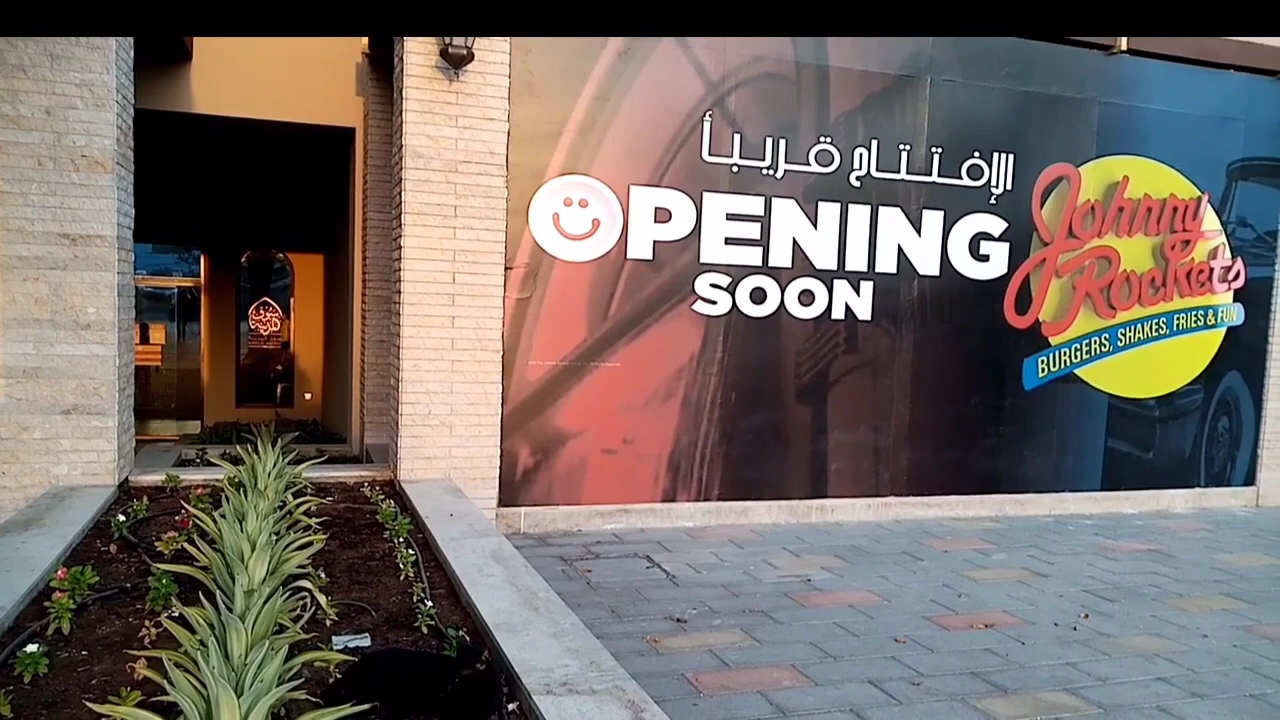 الإفتتاح قريباً
OPENING
SOON
Johnny
Rockets
BURGERS, SHAKES, FRIES & FUN